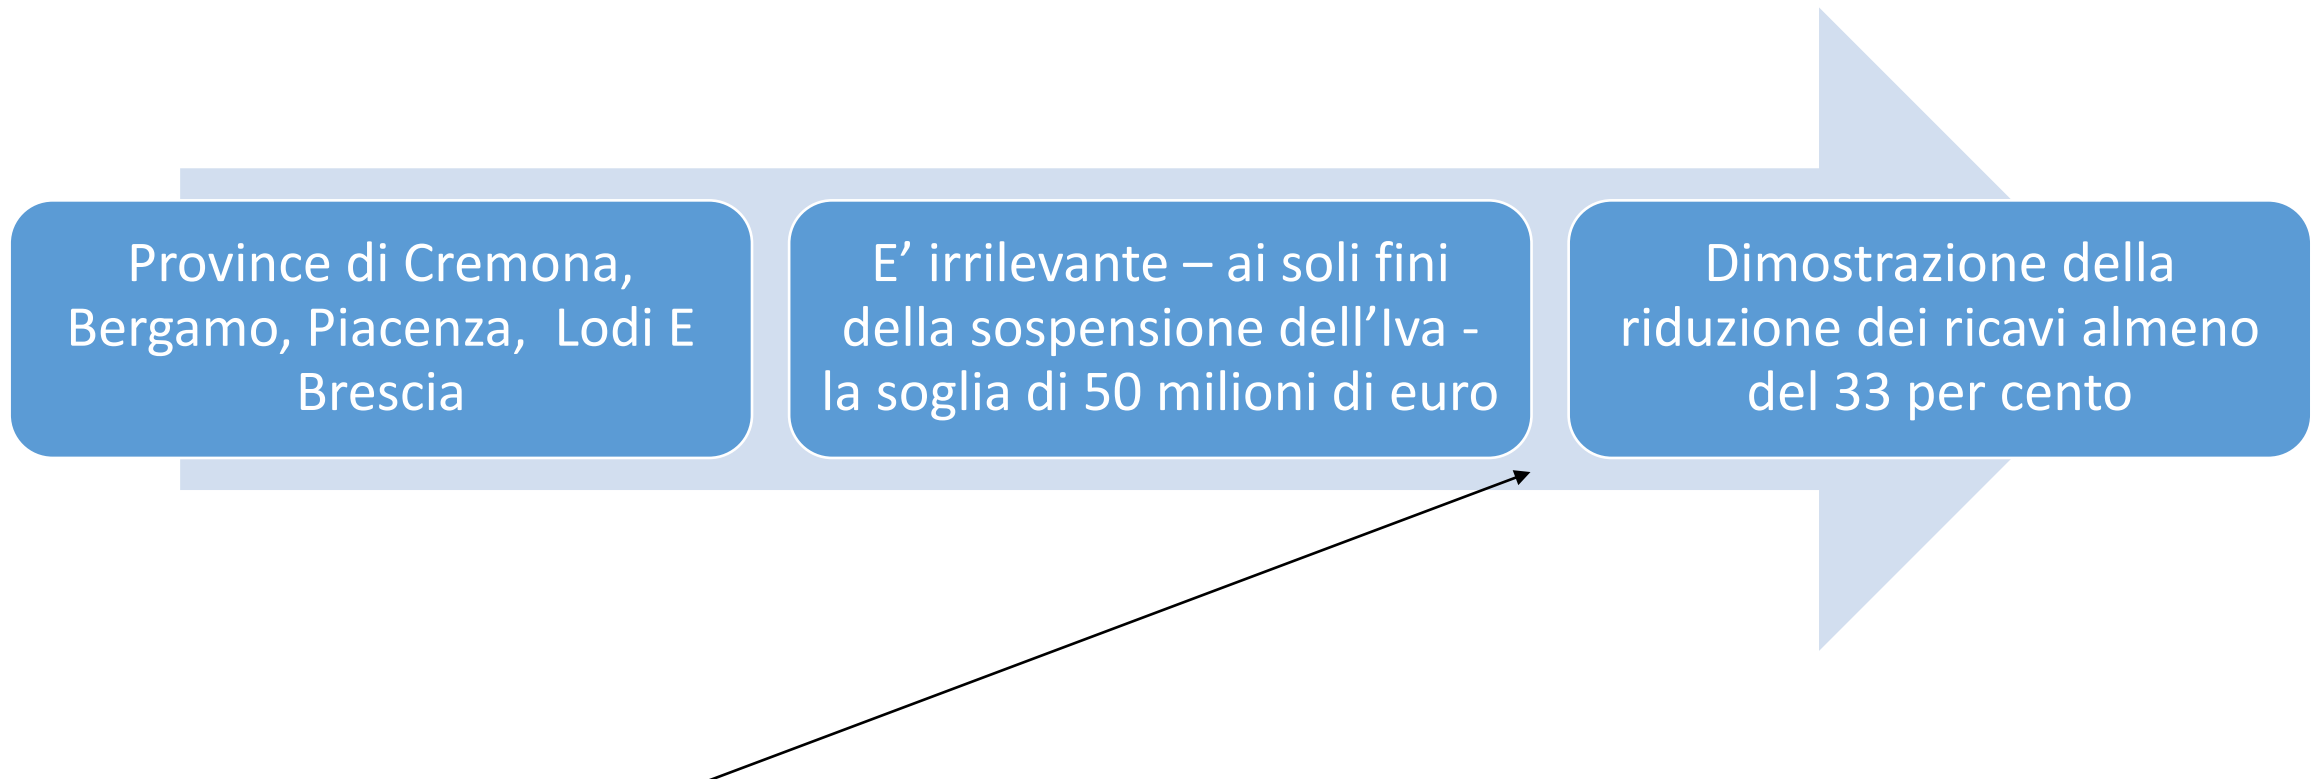 Province di Cremona,
Bergamo, Piacenza,  Lodi E
Brescia
E’ irrilevante – ai soli fini
della sospensione dell’Iva -
la soglia di 50 milioni di euro
Dimostrazione della
riduzione dei ricavi almeno
del 33 per cento